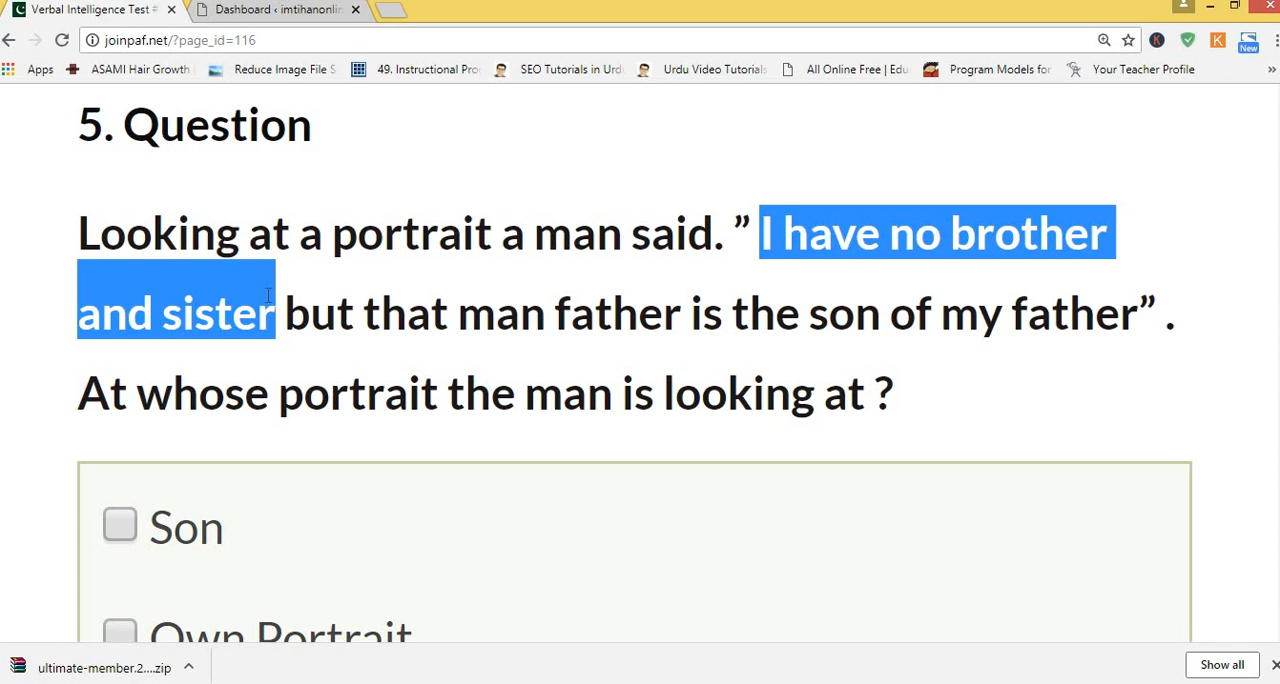 Verbal Intelligence Test #
Dashboard ‹ imtihanonlin
joinpaf.net/?page_id=116
New
Apps ASAMI Hair Growth Reduce Image File S 49. Instructional Pro SEO Tutorials in Urd Urdu Video Tutorials All Online Free | Edu Program Models for Your Teacher Profile »
5. Question
Looking at a portrait a man said. ” I have no brother
and sister but that man father is the son of my father” .
At whose portrait the man is looking at ?
Son
Own Portrait
ultimate-member.2....zip
Show all